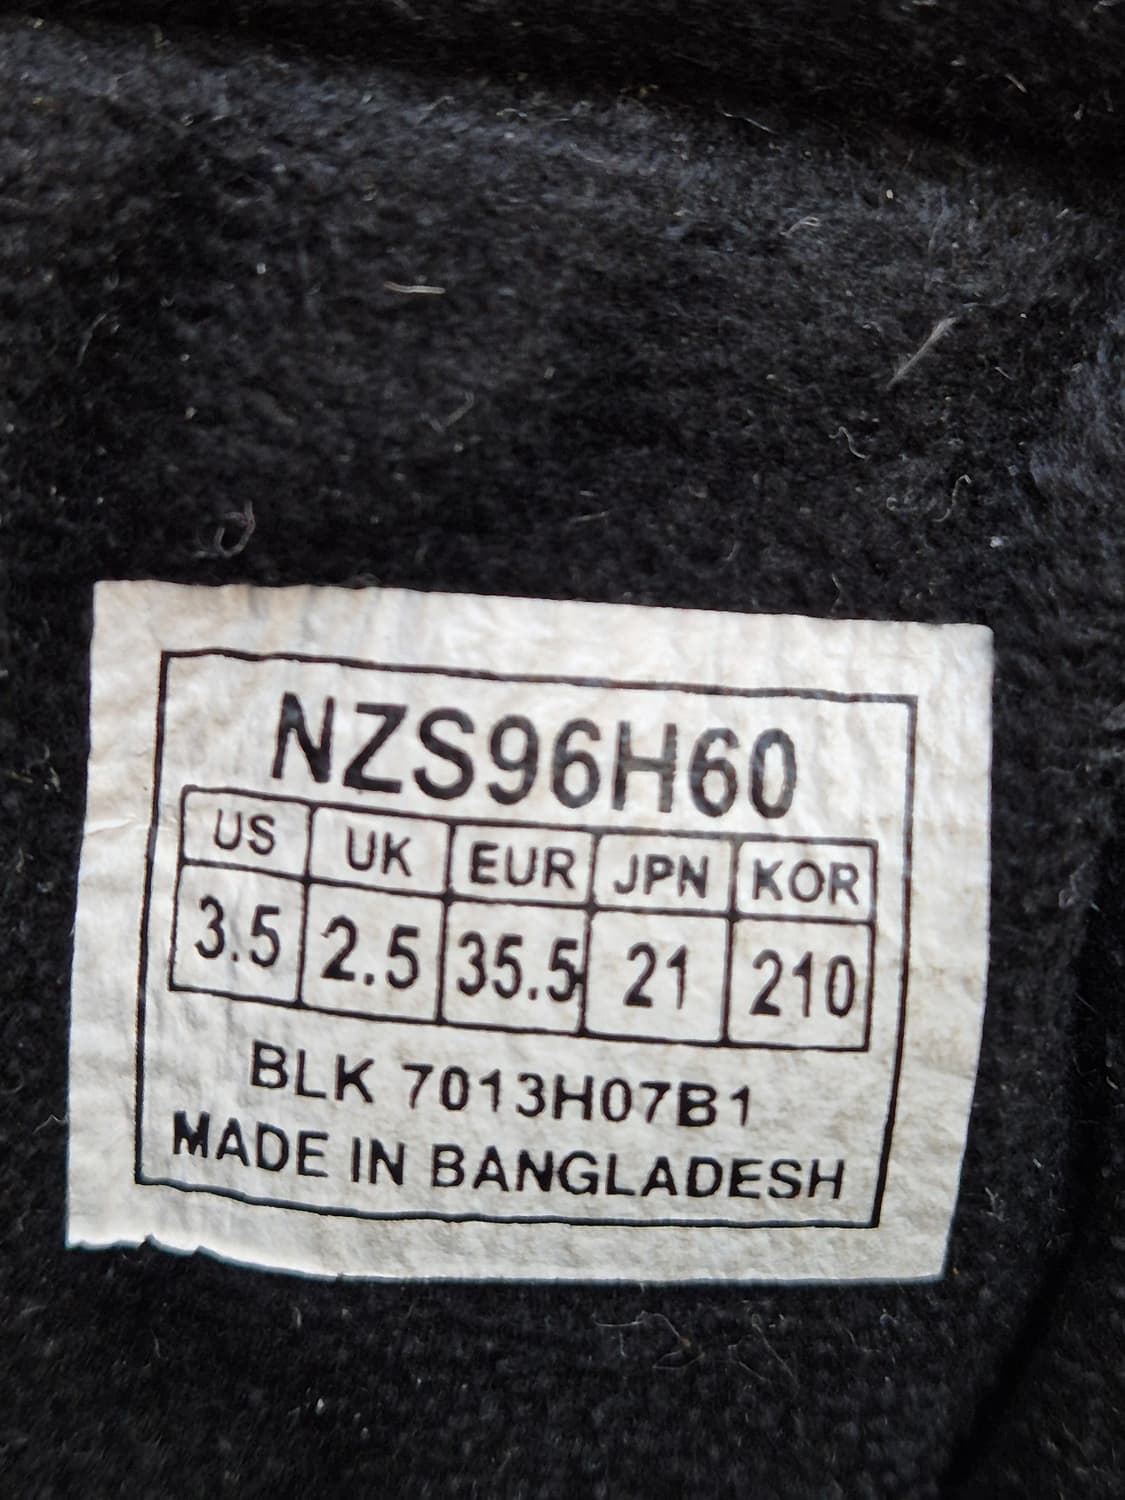 NZS96H60
US UK EUR JPN KOR
3.5 2.5 35.5 21 210
BLK 7013H07B1
MADE IN BANGLADESH